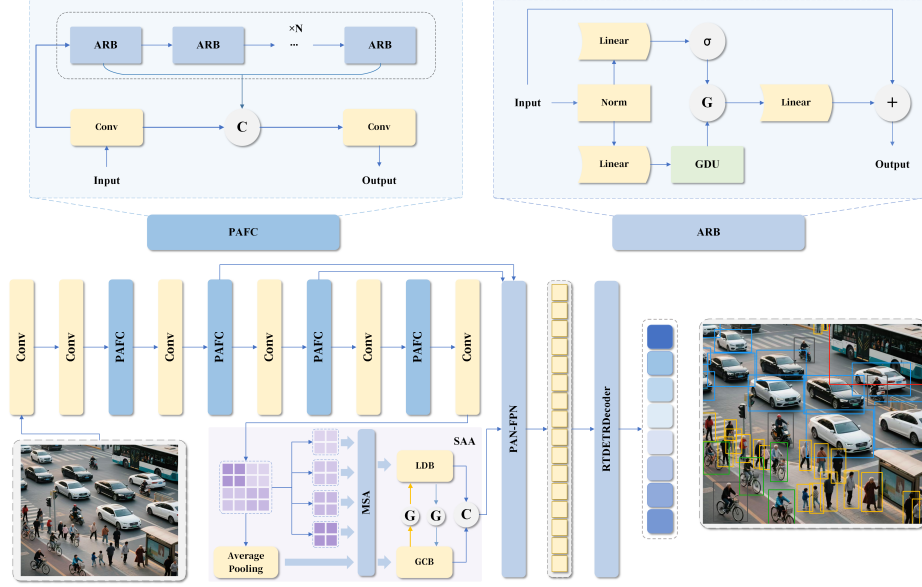 ×N
ARB
ARB
...
ARB
Conv
C
Conv
Input
Output
PAFC
Linear
σ
Input
Norm
G
Linear
+
Linear
GDU
Output
ARB
Conv
Conv
PAFC
Conv
PAFC
Conv
PAFC
Conv
PAFC
Conv
PAN-FPN
RTDETRDecoder
SAA
MSA
LDB
G
G
C
Average
Pooling
GCB